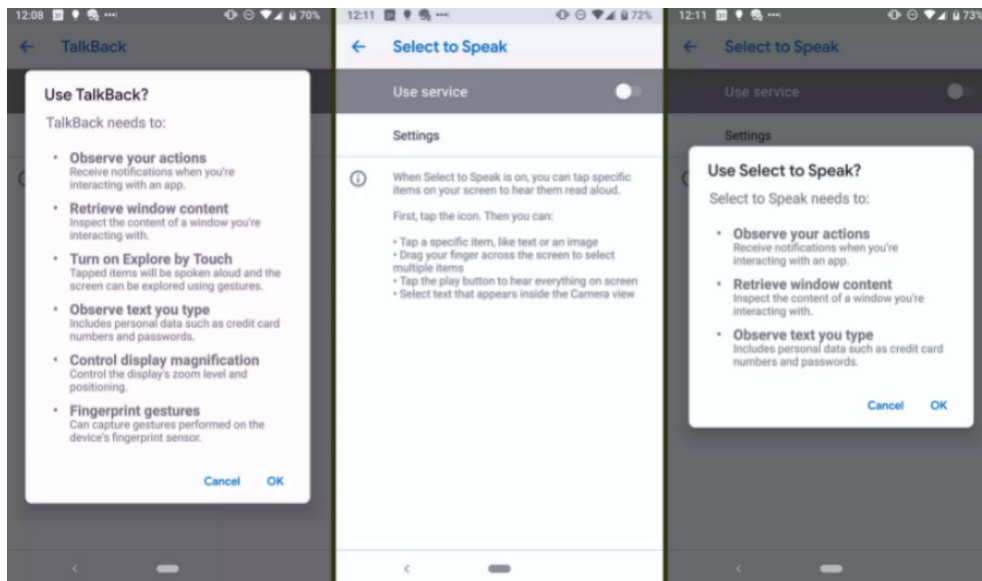 12:08 70%
TalkBack
Use TalkBack?
TalkBack needs to:
• Observe your actions
Receive notifications when you're
interacting with an app.
• Retrieve window content
Inspect the content of a window you're
interacting with.
• Turn on Explore by Touch
Tapped items will be spoken aloud and the
screen can be explored using gestures.
• Observe text you type
Includes personal data such as credit card
numbers and passwords.
• Control display magnification
Control the display's zoom level and
positioning.
• Fingerprint gestures
Can capture gestures performed on the
device's fingerprint sensor.
Cancel OK
12:11 72%
Select to Speak
Use service
Settings
When Select to Speak is on, you can tap specific
items on your screen to hear them read aloud.
First, tap the icon. Then you can:
• Tap a specific item, like text or an image
• Drag your finger across the screen to select
multiple items
• Tap the play button to hear everything on screen
• Select text that appears inside the Camera view
12:11 73%
Select to Speak
Use service
Settings
Use Select to Speak?
Select to Speak needs to:
• Observe your actions
Receive notifications when you're
interacting with an app.
• Retrieve window content
Inspect the content of a window you're
interacting with.
• Observe text you type
Includes personal data such as credit card
numbers and passwords.
Cancel OK